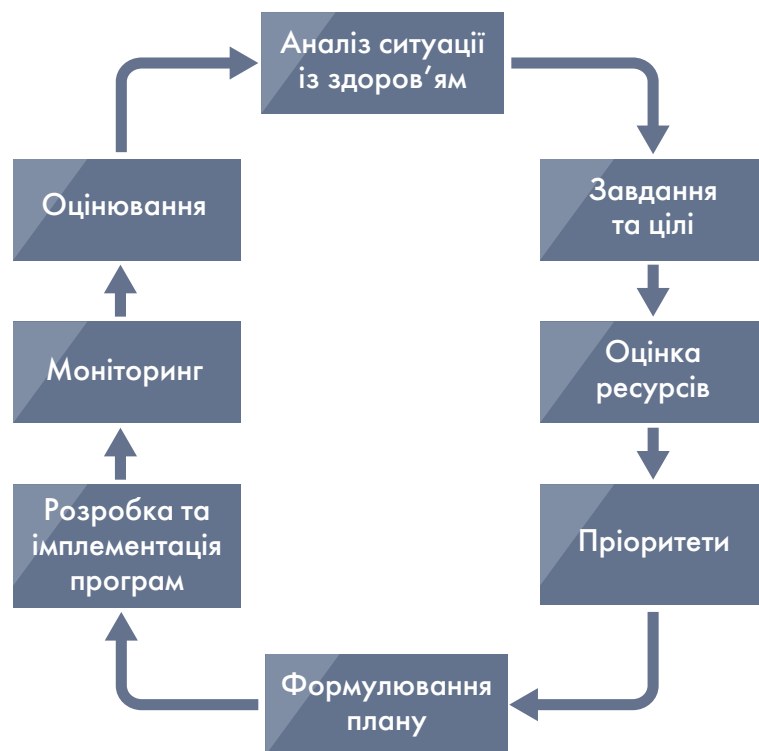 Аналіз ситуації
із здоров’ям
Завдання
та цілі
Оцінка
ресурсів
Пріоритети
Формулювання
плану
Розробка та
імплементація
програм
Моніторинг
Оцінювання